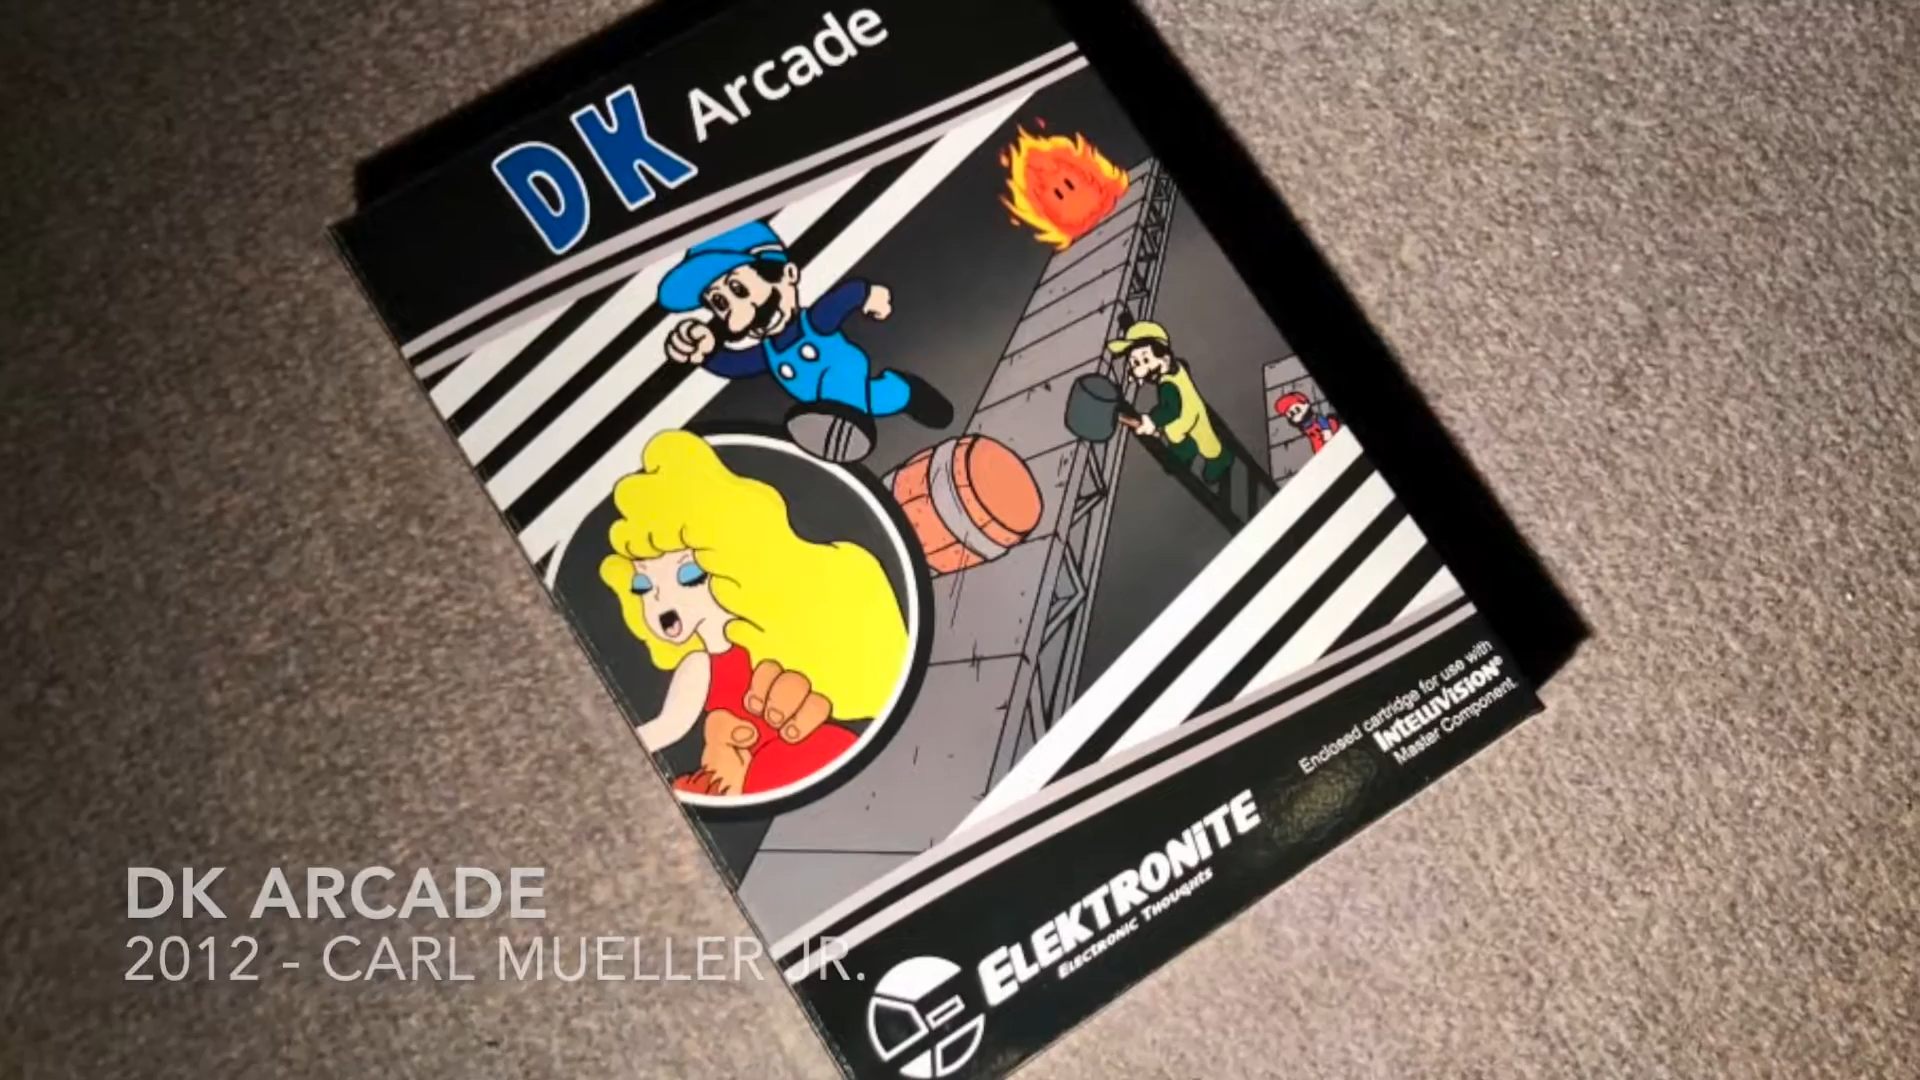 DK Arcade
Enclosed cartridge for use with
INTELLIVISION®
Master Component.
ELEKTRONITE
ELECTRONIC THOUGHTS
DK ARCADE
2012 - CARL MUELLER JR.